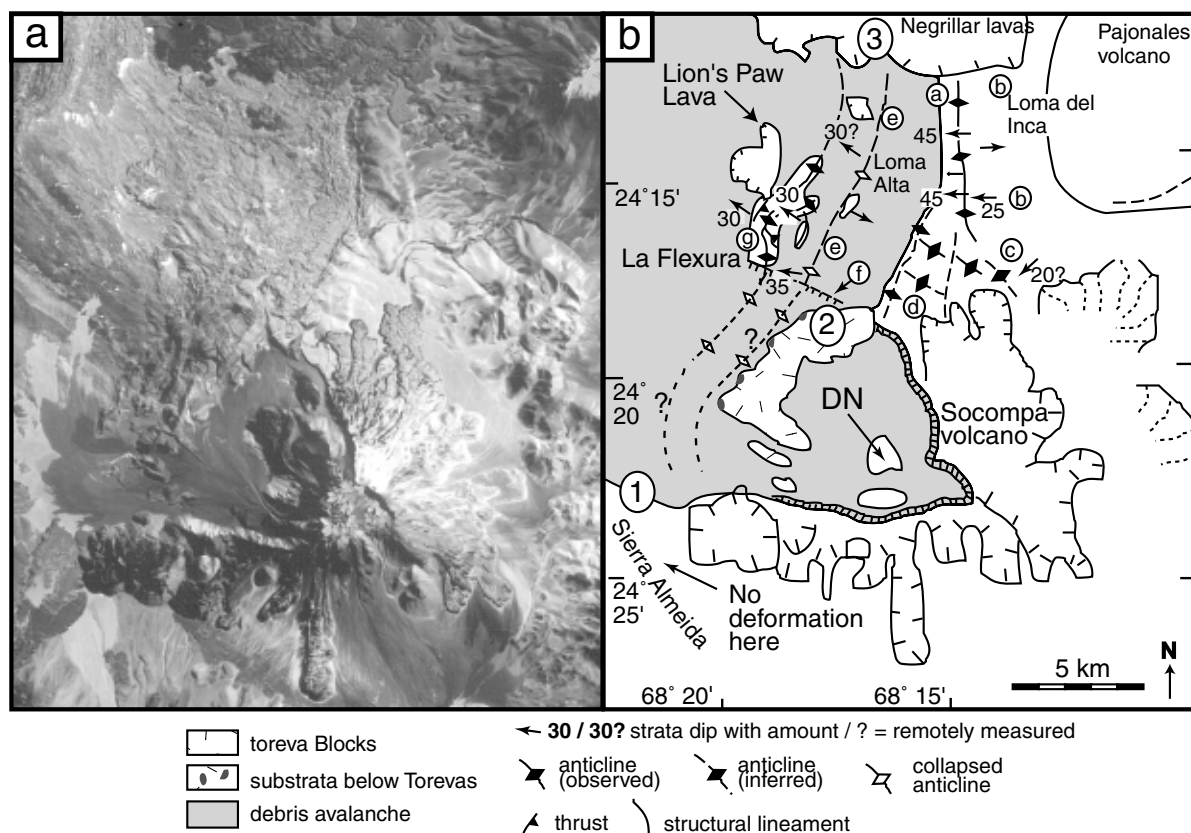 a
b
Negrillar lavas
Pajonales
volcano
3
Lion's Paw
Lava
a
b
Loma del
Inca
e
30?
45
Loma
Alta
24° 15'
30
45
25
b
30
g
La Flexura
e
f
c
20?
35
d
2
?
24°
20'
?
DN
Socompa
volcano
1
Sierra Almeida
No
deformation
here
24°
25'
N
5 km
68° 20'
68° 15'
toreva Blocks
substrata below Torevas
debris avalanche
30 / 30? strata dip with amount / ? = remotely measured
anticline
(observed)
anticline
(inferred)
collapsed
anticline
thrust
structural lineament